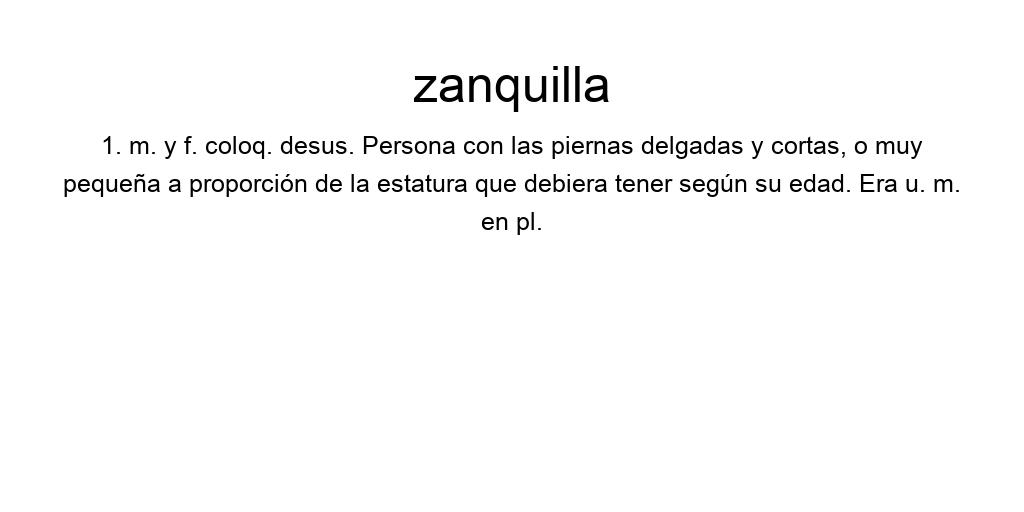 zanquilla
1. m. y f. coloq. desus. Persona con las piernas delgadas y cortas, o muy
pequeña a proporción de la estatura que debiera tener según su edad. Era u. m.
en pl.